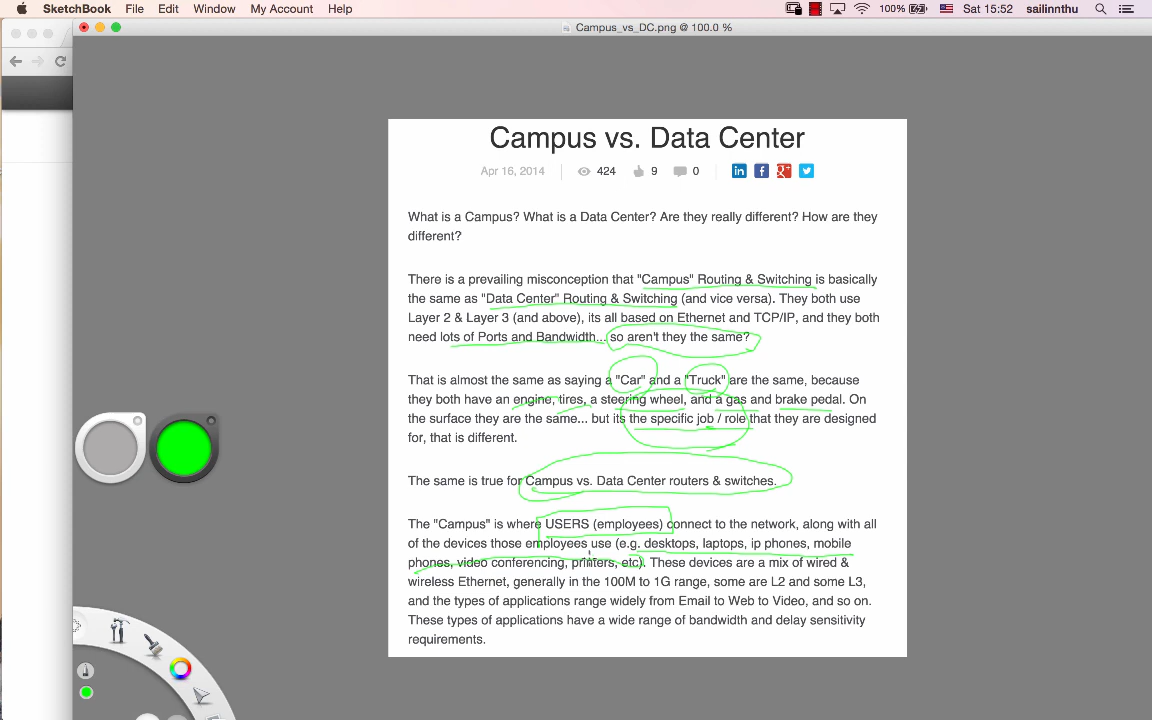 SketchBook File Edit Window My Account Help 100% Sat 15:52 sailinnthu
Campus_vs_DC.png @ 100.0 %
Campus vs. Data Center
Apr 16, 2014 424 9 0
What is a Campus? What is a Data Center? Are they really different? How are they
different?
There is a prevailing misconception that "Campus" Routing & Switching is basically
the same as "Data Center" Routing & Switching (and vice versa). They both use
Layer 2 & Layer 3 (and above), its all based on Ethernet and TCP/IP, and they both
need lots of Ports and Bandwidth... so aren't they the same?
That is almost the same as saying a "Car" and a "Truck" are the same, because
they both have an engine, tires, a steering wheel, and a gas and brake pedal. On
the surface they are the same... but its the specific job / role that they are designed
for, that is different.
The same is true for Campus vs. Data Center routers & switches.
The "Campus" is where USERS (employees) connect to the network, along with all
of the devices those employees use (e.g. desktops, laptops, ip phones, mobile
phones, video conferencing, printers, etc). These devices are a mix of wired &
wireless Ethernet, generally in the 100M to 1G range, some are L2 and some L3,
and the types of applications range widely from Email to Web to Video, and so on.
These types of applications have a wide range of bandwidth and delay sensitivity
requirements.